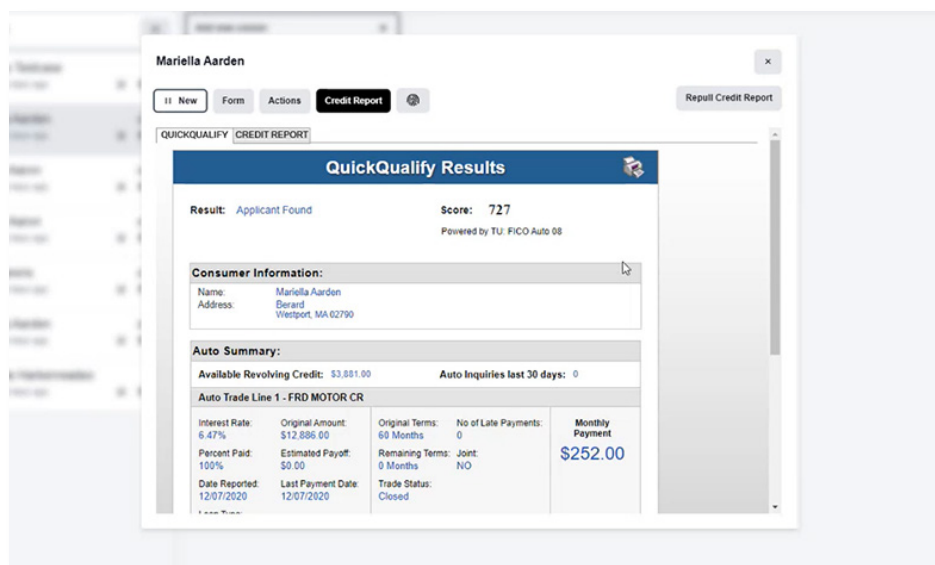 Mariella Aarden
×
New Form Actions Credit Report
Repull Credit Report
QUICKQUALIFY CREDIT REPORT
QuickQualify Results
Result: Applicant Found
Score: 727
Powered by TU: FICO Auto 08
Consumer Information:
Name: Mariella Aarden
Address: Berard
Westport, MA 02790
Auto Summary:
Available Revolving Credit: $3,881.00 Auto Inquiries last 30 days: 0
Auto Trade Line 1 - FRD MOTOR CR
Interest Rate: Original Amount: Original Terms: No of Late Payments: Monthly
6.47% $12,886.00 60 Months 0 Payment
Percent Paid: Estimated Payoff: Remaining Terms: Joint: $252.00
100% $0.00 0 Months NO
Date Reported: Last Payment Date: Trade Status:
12/07/2020 12/07/2020 Closed